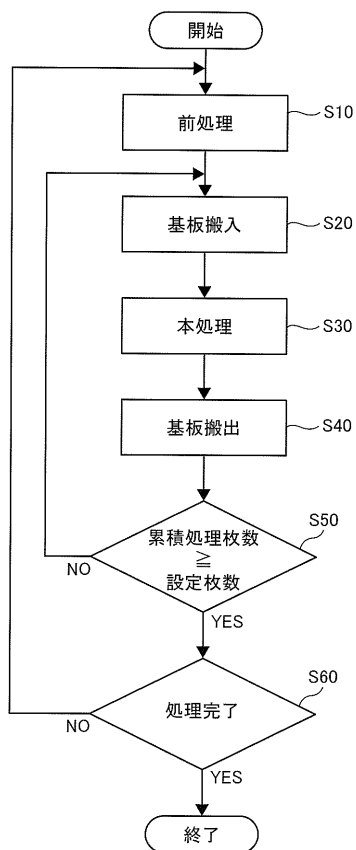 開始
前処理
S10
基板搬入
S20
本処理
S30
基板搬出
S40
累積処理枚数
≧
設定枚数
S50
NO
YES
処理完了
S60
NO
YES
終了